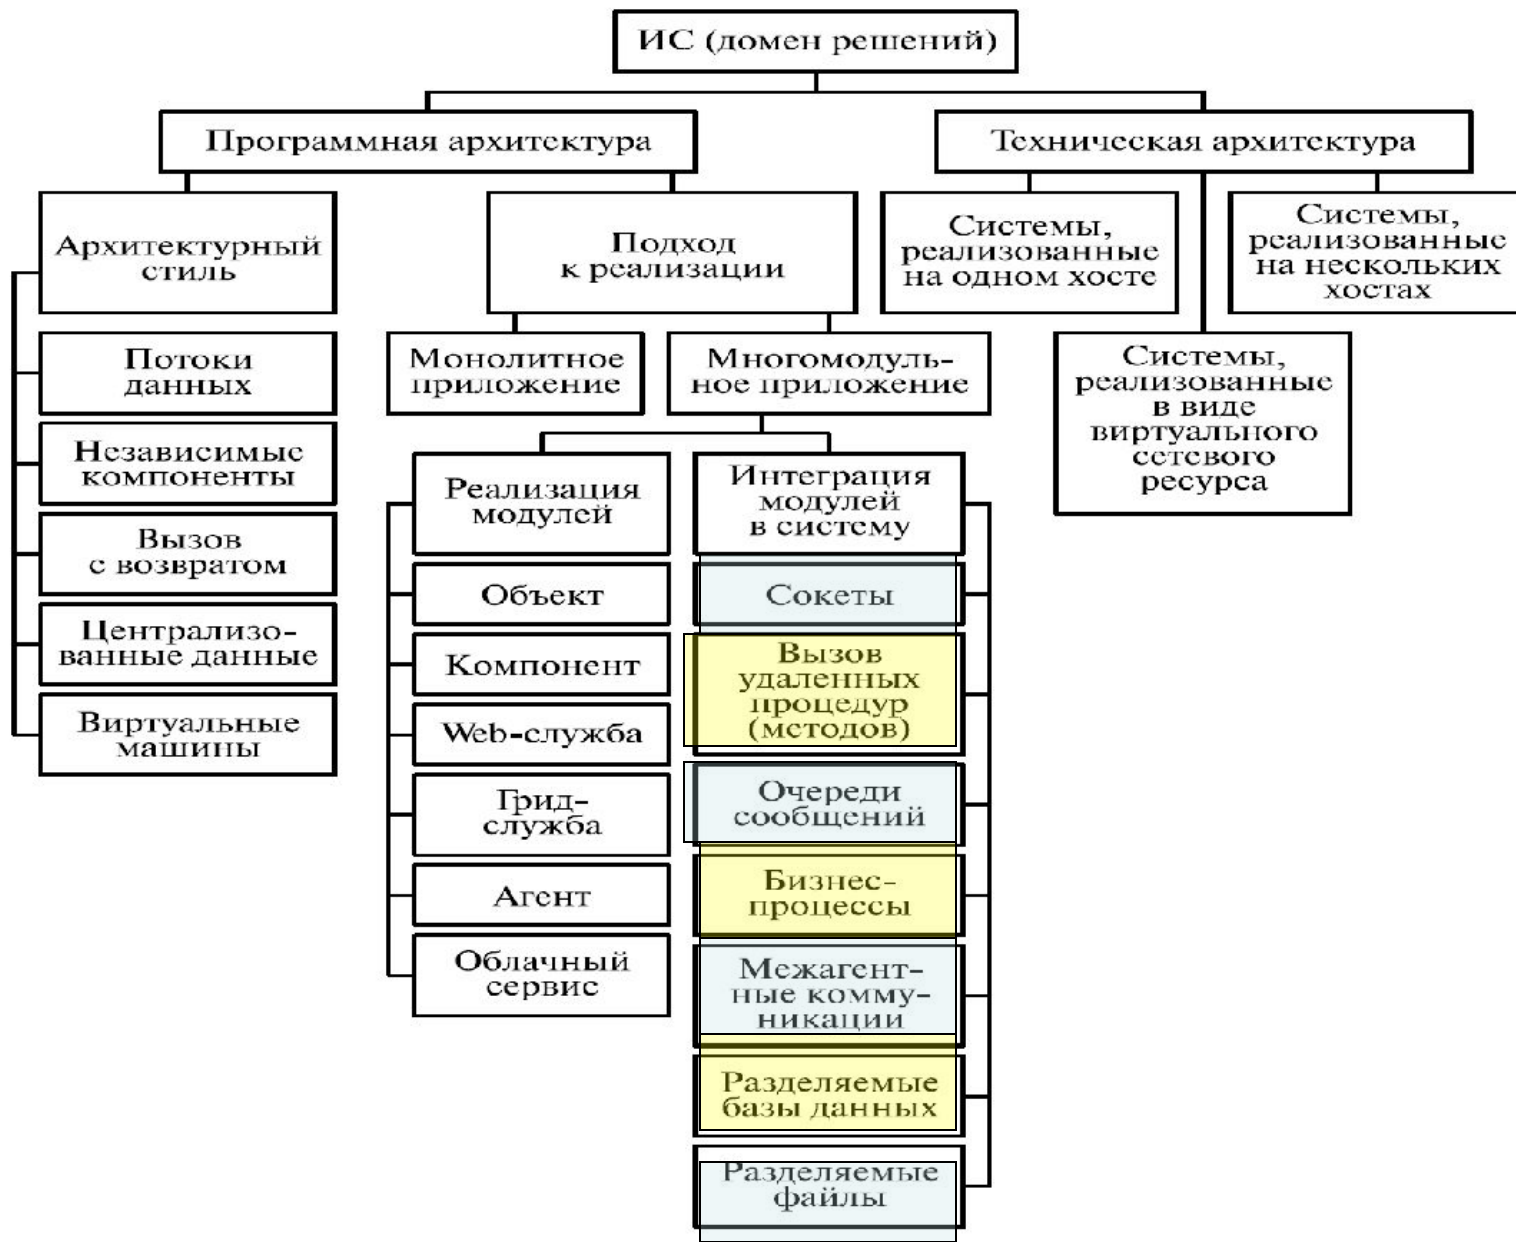 ИС (домен решений)
Программная архитектура
Техническая архитектура
Архитектурный
стиль
Подход
к реализации
Системы,
реализованные
на одном хосте
Системы,
реализованные
на нескольких
хостах
Потоки
данных
Независимые
компоненты
Вызов
с возвратом
Централизо-
ванные данные
Виртуальные
машины
Монолитное
приложение
Многомодуль-
ное приложение
Системы,
реализованные
в виде
виртуального
сетевого
ресурса
Реализация
модулей
Объект
Компонент
Web-служба
Грид-
служба
Агент
Облачный
сервис
Интеграция
модулей
в систему
Сокеты
Вызов
удаленных
процедур
(методов)
Очереди
сообщений
Бизнес-
процессы
Межагент-
ные комму-
никации
Разделяемые
базы данных
Разделяемые
файлы